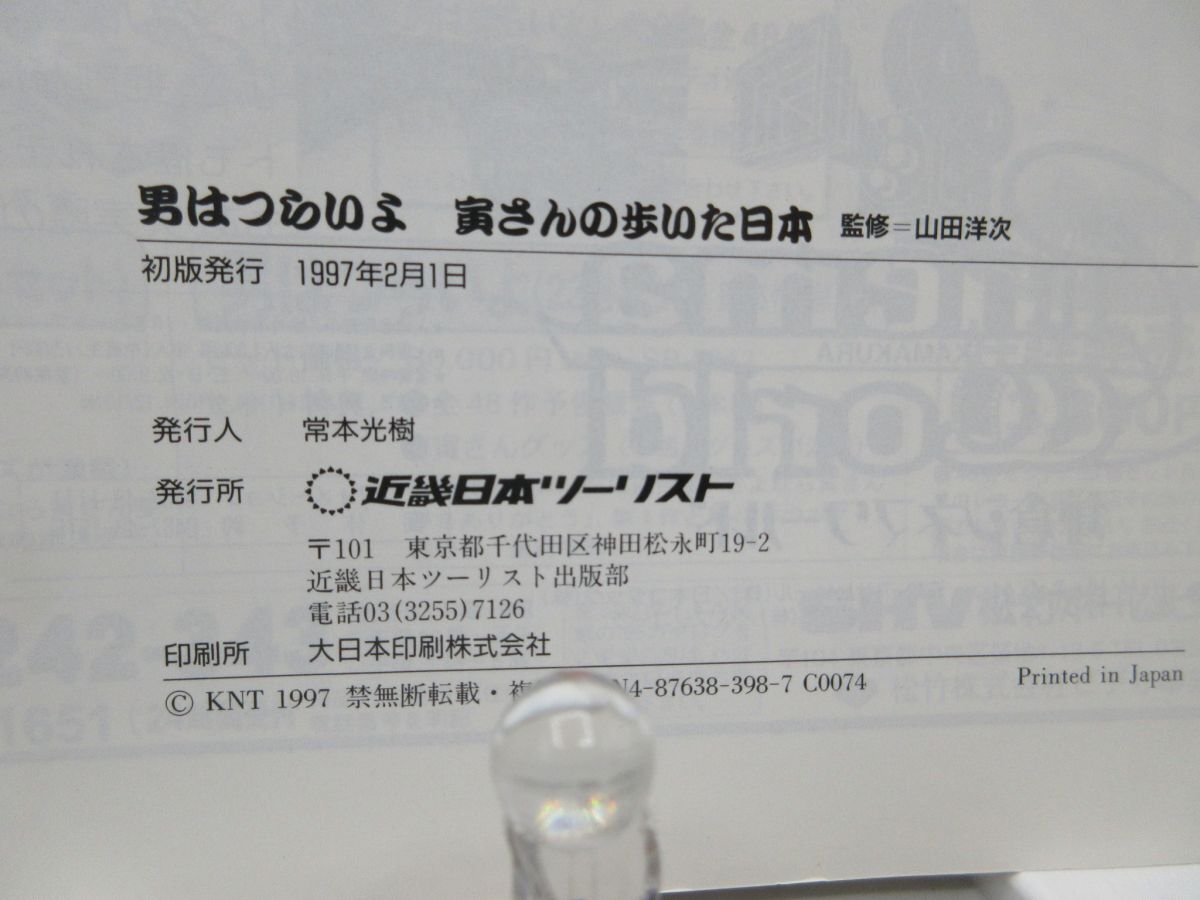 男はつらいよ 寅さんの歩いた日本 監修=山田洋次
初版発行 1997年2月1日
発行人 常本光樹
発行所 近畿日本ツーリスト
〒101 東京都千代田区神田松永町19-2
近畿日本ツーリスト出版部
電話03(3255)7126
印刷所 大日本印刷株式会社
© KNT 1997 禁無断転載・複 N4-87638-398-7 C0074
Printed in Japan